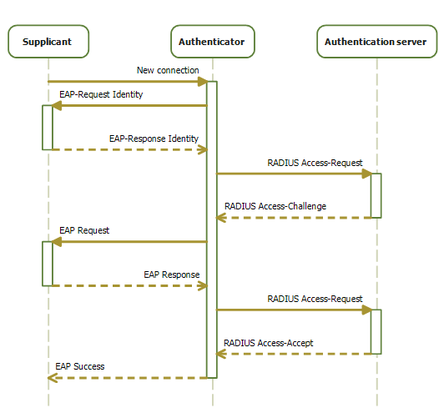 Supplicant
Authenticator
Authentication server
New connection
EAP-Request Identity
EAP-Response Identity
RADIUS Access-Request
RADIUS Access-Challenge
EAP Request
EAP Response
RADIUS Access-Request
RADIUS Access-Accept
EAP Success